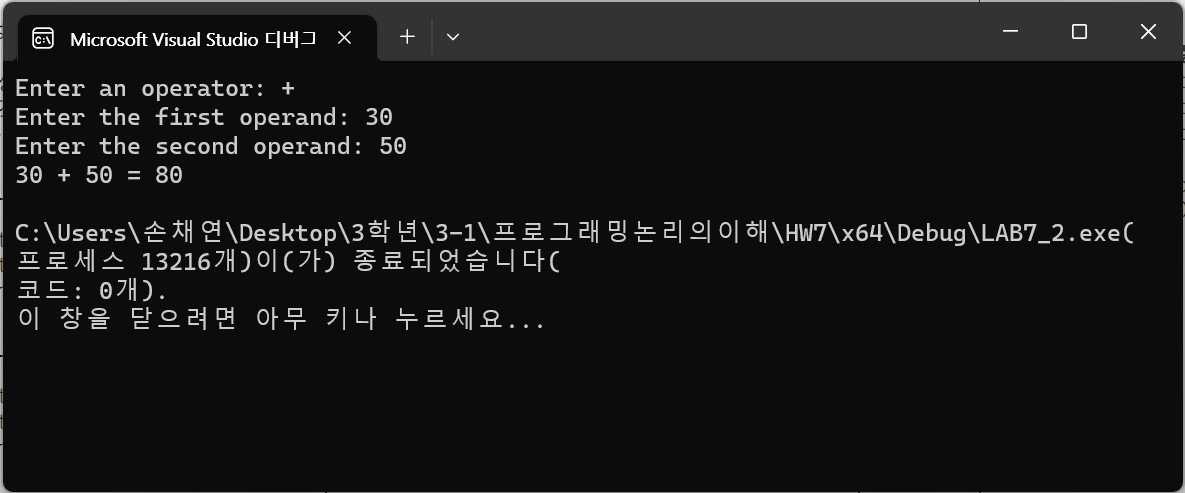 Microsoft Visual Studio 디버그
Enter an operator: +
Enter the first operand: 30
Enter the second operand: 50
30 + 50 = 80
C:\Users\손채연\Desktop\3학년\3-1\프로그래밍논리의이해\HW7\x64\Debug\LAB7_2.exe(
프로세스 13216개)이(가) 종료되었습니다(
코드: 0개).
이 창을 닫으려면 아무 키나 누르세요...